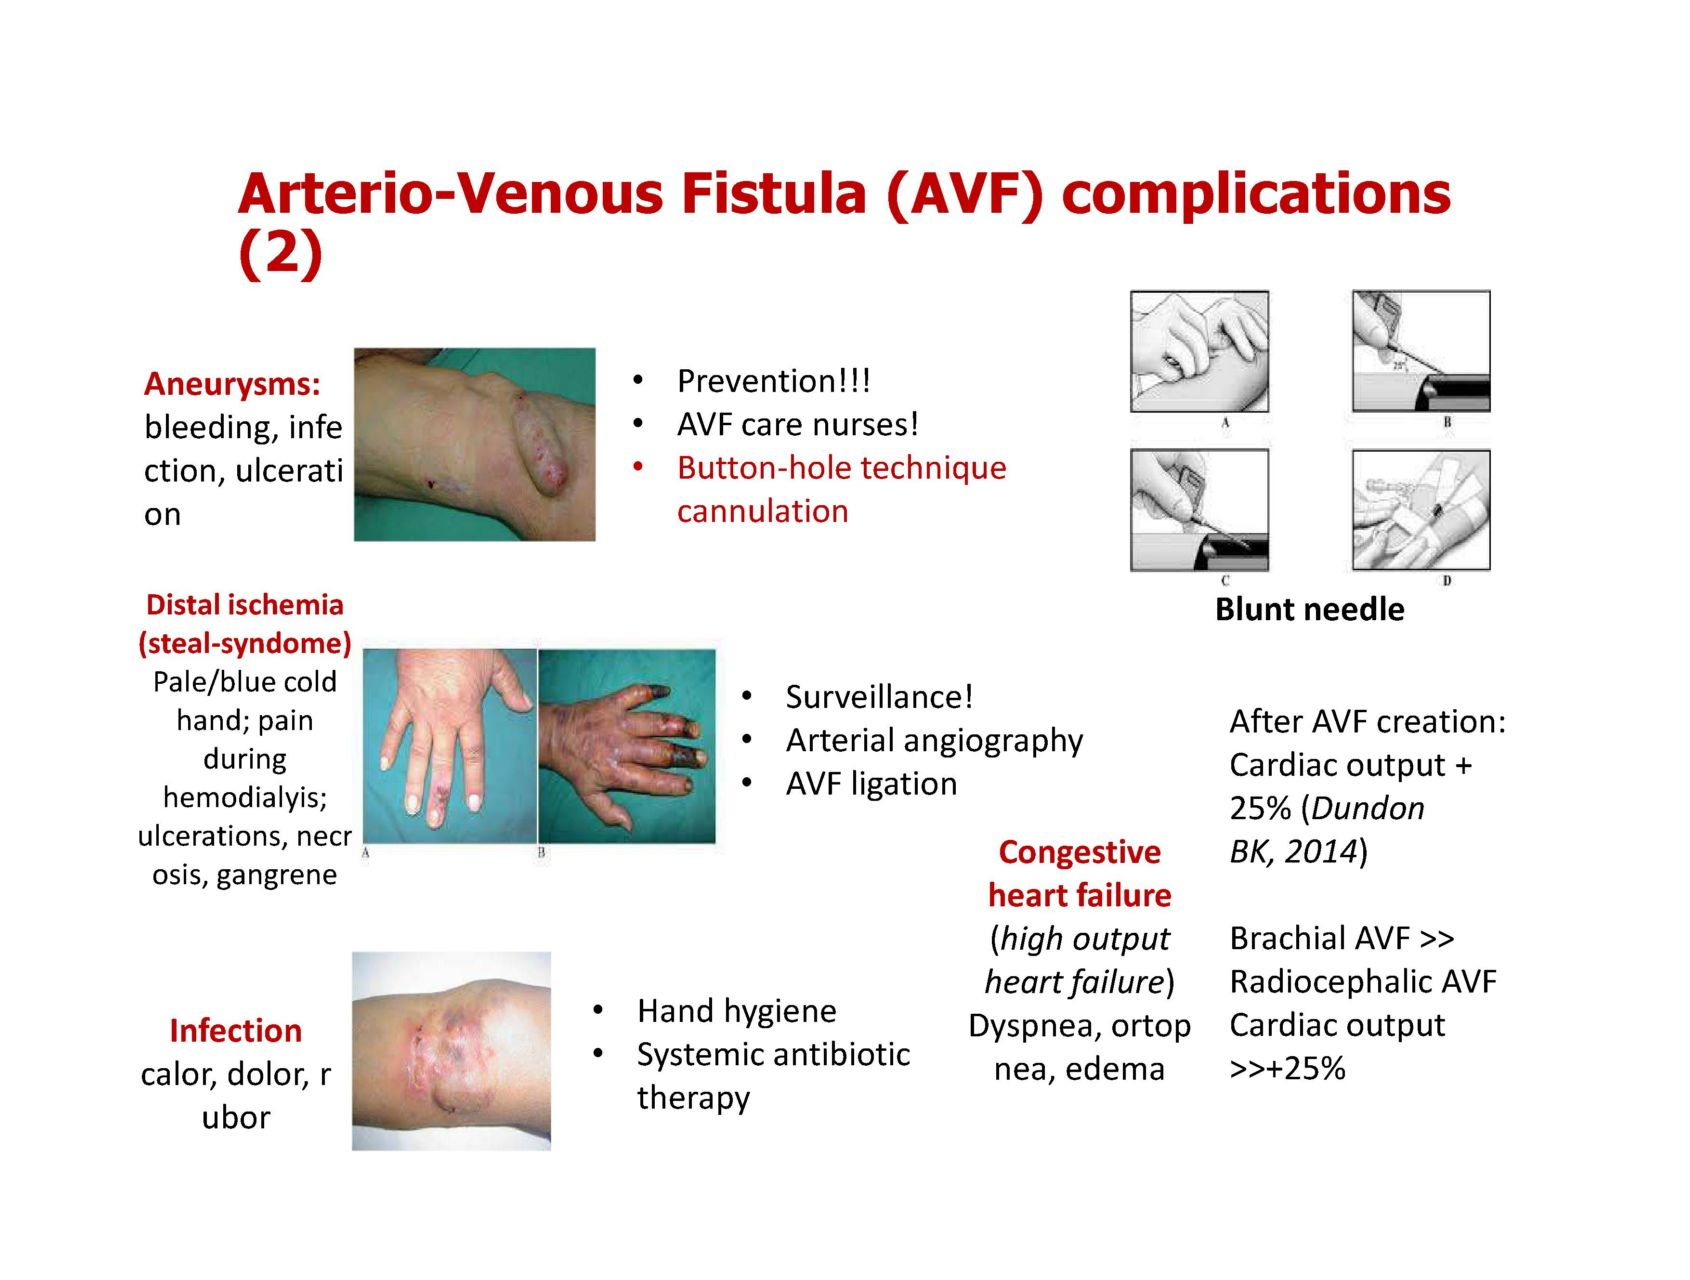 Arterio-Venous Fistula (AVF) complications
(2)
Aneurysms:
bleeding, infe
ction, ulcerati
on
• Prevention!!!
• AVF care nurses!
• Button-hole technique
cannulation
A
25°
B
C
D
Blunt needle
Distal ischemia
(steal-syndome)
Pale/blue cold
hand; pain
during
hemodialyis;
ulcerations, necr
osis, gangrene
A
B
• Surveillance!
• Arterial angiography
• AVF ligation
Infection
calor, dolor, r
ubor
• Hand hygiene
• Systemic antibiotic
therapy
Congestive
heart failure
(high output
heart failure)
Dyspnea, ortop
nea, edema
After AVF creation:
Cardiac output +
25% (Dundon
BK, 2014)
Brachial AVF >>
Radiocephalic AVF
Cardiac output
>>+25%